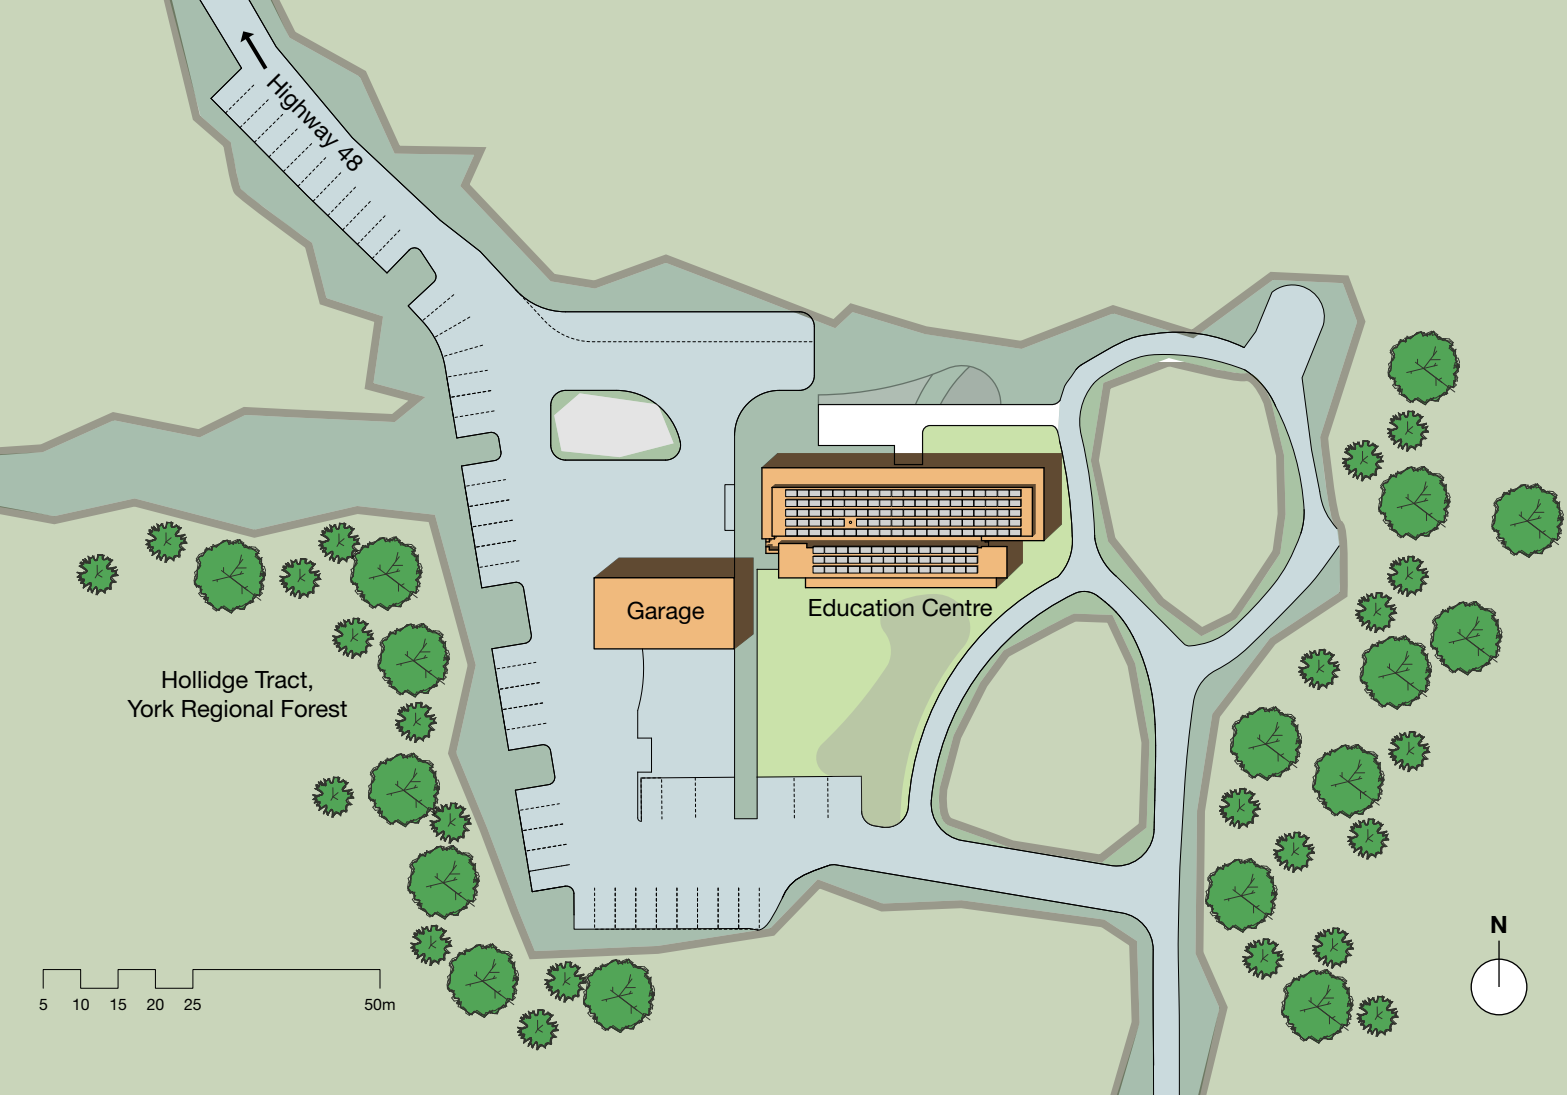 Highway 48
Garage
Education Centre
Hollidge Tract,
York Regional Forest
N
5 10 15 20 25 50m